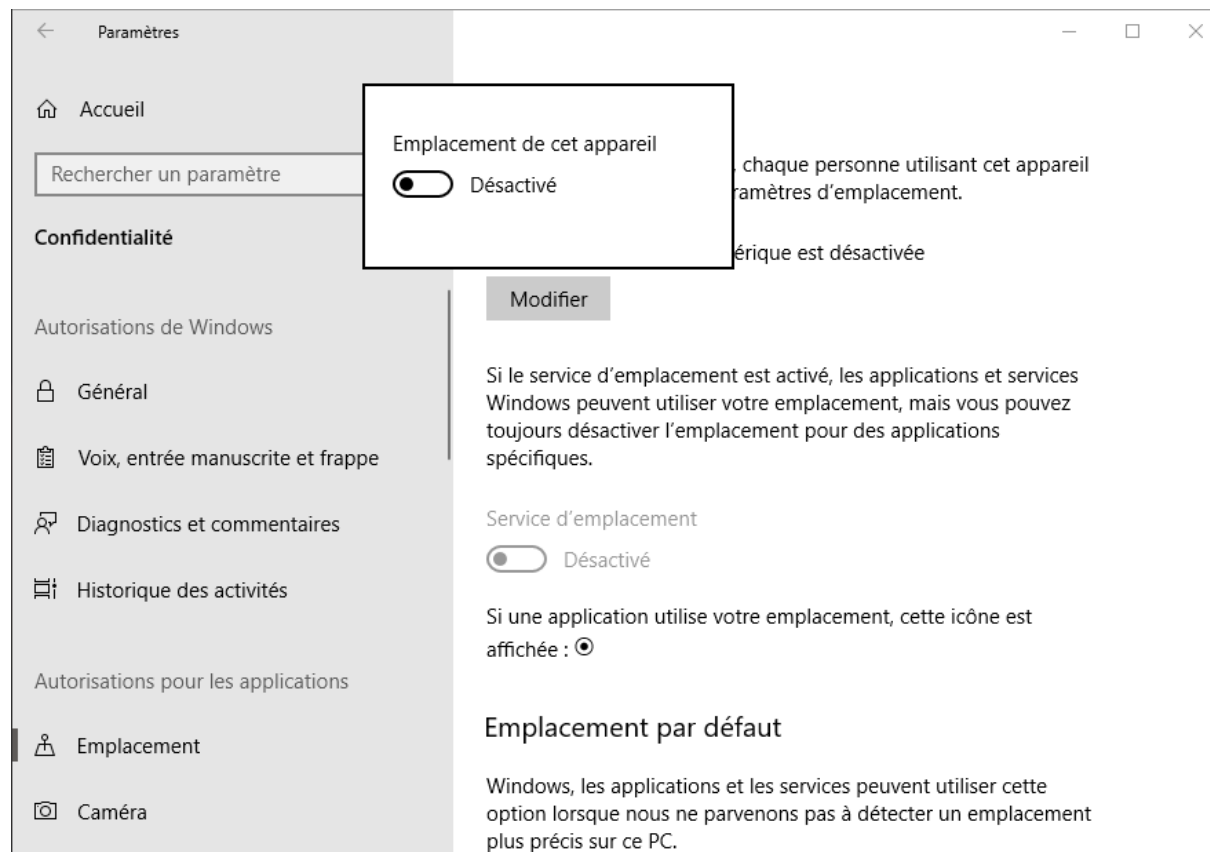 Paramètres
Accueil
Rechercher un paramètre
Confidentialité
Autorisations de Windows
Général
Voix, entrée manuscrite et frappe
Diagnostics et commentaires
Historique des activités
Autorisations pour les applications
Emplacement
Caméra
Emplacement de cet appareil
Désactivé
, chaque personne utilisant cet appareil
ramètres d’emplacement.
érique est désactivée
Modifier
Si le service d’emplacement est activé, les applications et services
Windows peuvent utiliser votre emplacement, mais vous pouvez
toujours désactiver l’emplacement pour des applications
spécifiques.
Service d’emplacement
Désactivé
Si une application utilise votre emplacement, cette icône est
affichée :
Emplacement par défaut
Windows, les applications et les services peuvent utiliser cette
option lorsque nous ne parvenons pas à détecter un emplacement
plus précis sur ce PC.